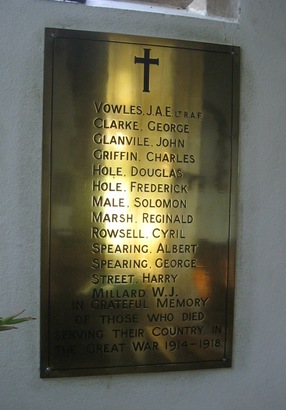 VOWLES, J.A.E. LT R.A.F
CLARKE, GEORGE
GLANVILE, JOHN
GRIFFIN, CHARLES
HOLE, DOUGLAS
HOLE, FREDERICK
MALE, SOLOMON
MARSH, REGINALD
ROWSELL, CYRIL
SPEARING, ALBERT
SPEARING, GEORGE
STREET, HARRY
MILLARD, W.J.
IN GRATEFUL MEMORY
OF THOSE WHO DIED
SERVING THEIR COUNTRY IN
THE GREAT WAR 1914-1918